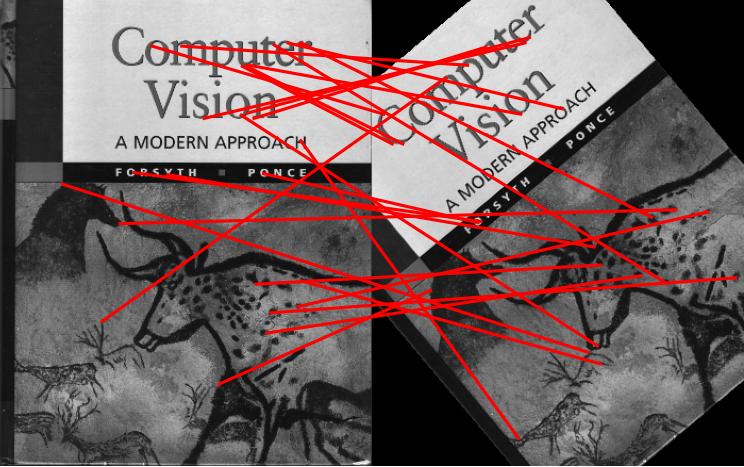 Computer
Vision
A MODERN APPROACH
FORSYTH ■ PONCE
Computer
Vision
A MODERN APPROACH
FORSYTH ■ PONCE